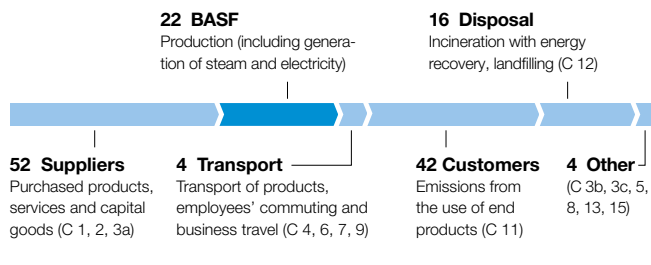 22 BASF
Production (including genera-
tion of steam and electricity)
16 Disposal
Incineration with energy
recovery, landfilling (C 12)
52 Suppliers
Purchased products,
services and capital
goods (C 1, 2, 3a)
4 Transport
Transport of products,
employees’ commuting and
business travel (C 4, 6, 7, 9)
42 Customers
Emissions from
the use of end
products (C 11)
4 Other
(C 3b, 3c, 5,
8, 13, 15)